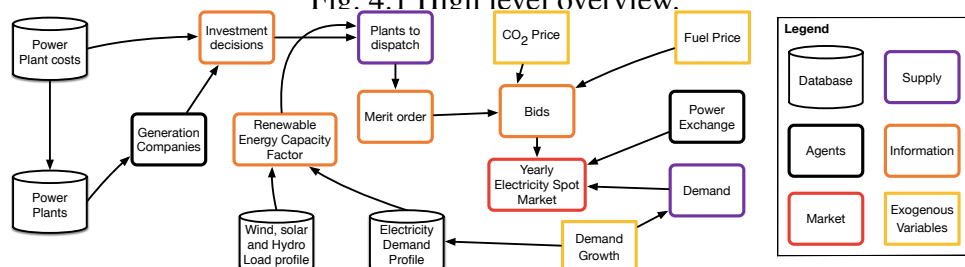 Fig. 4.1 High level overview.
Power
Plant costs
Investment
decisions
Plants to
dispatch
CO2 Price
Fuel Price
Generation
Companies
Renewable
Energy Capacity
Factor
Merit order
Bids
Power
Exchange
Power
Plants
Yearly
Electricity Spot
Market
Demand
Wind, solar
and Hydro
Load profile
Electricity
Demand
Profile
Demand
Growth
Legend
Database
Supply
Agents
Information
Market
Exogenous
Variables